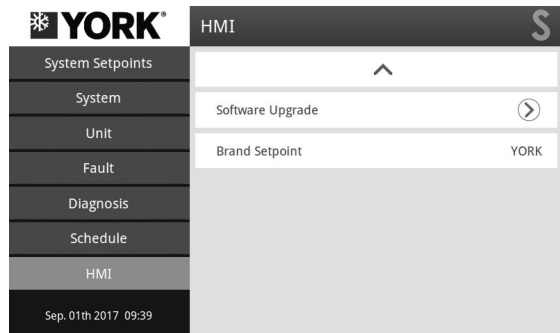 YORK®
System Setpoints
System
Unit
Fault
Diagnosis
Schedule
HMI
Sep. 01th 2017 09:39
HMI
S
Software Upgrade
Brand Setpoint YORK